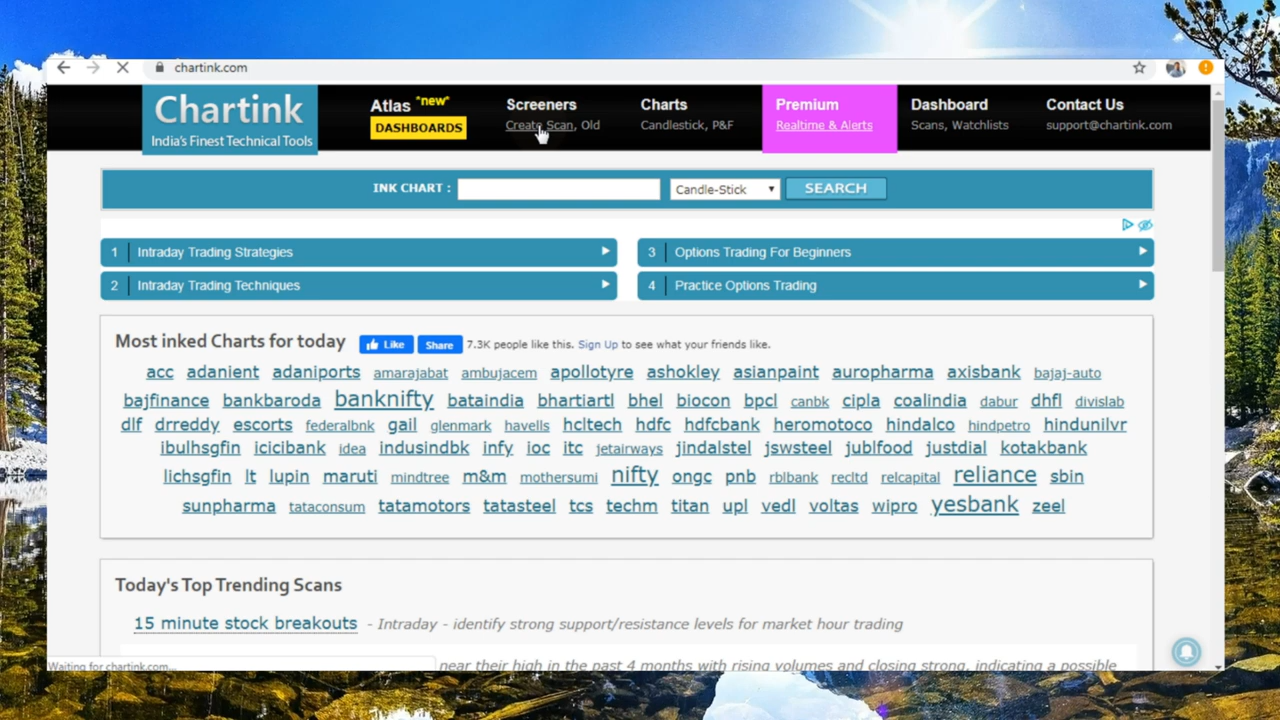 chartink.com
Chartink
India's Finest Technical Tools
Atlas *new*
DASHBOARDS
Screeners
Create Scan, Old
Charts
Candlestick, P&F
Premium
Realtime & Alerts
Dashboard
Scans, Watchlists
Contact Us
support@chartink.com
INK CHART : Candle-Stick SEARCH
1 Intraday Trading Strategies
2 Intraday Trading Techniques
3 Options Trading For Beginners
4 Practice Options Trading
Most inked Charts for today Like Share 7.3K people like this. Sign Up to see what your friends like.
acc adanient adaniports amarajabat ambujacem apollotyre ashokley asianpaint auropharma axisbank bajaj-auto
bajfinance bankbaroda banknifty bataindia bhartiartl bhel biocon bpcl canbk cipla coalindia dabur dhfl divislab
dlf drreddy escorts federalbnk gail glenmark havells hcltech hdfc hdfcbank heromotoco hindalco hindpetro hindunilvr
ibulhsgfin icicibank idea indusindbk infy ioc itc jetairways jindalstel jswsteel jublfood justdial kotakbank
lichsgfin lt lupin maruti mindtree m&m mothersumi nifty ongc pnb rblbank recltd relcapital reliance sbin
sunpharma tataconsum tatamotors tatasteel tcs techm titan upl vedl voltas wipro yesbank zeel
Today's Top Trending Scans
15 minute stock breakouts - Intraday - identify strong support/resistance levels for market hour trading
near their high in the past 4 months with rising volumes and closing strong, indicating a possible
Waiting for chartink.com...